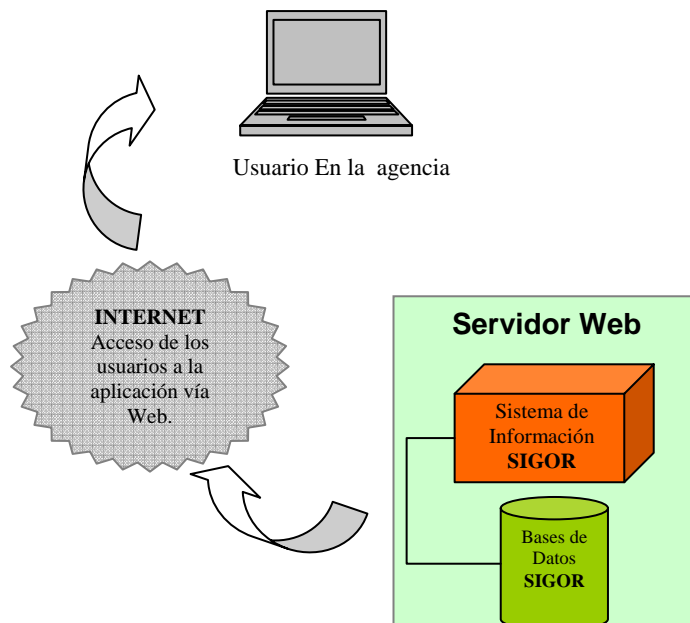 Usuario En la agencia
INTERNET
Acceso de los
usuarios a la
aplicación vía
Web.
Servidor Web
Sistema de
Información
SIGOR
Bases de
Datos
SIGOR